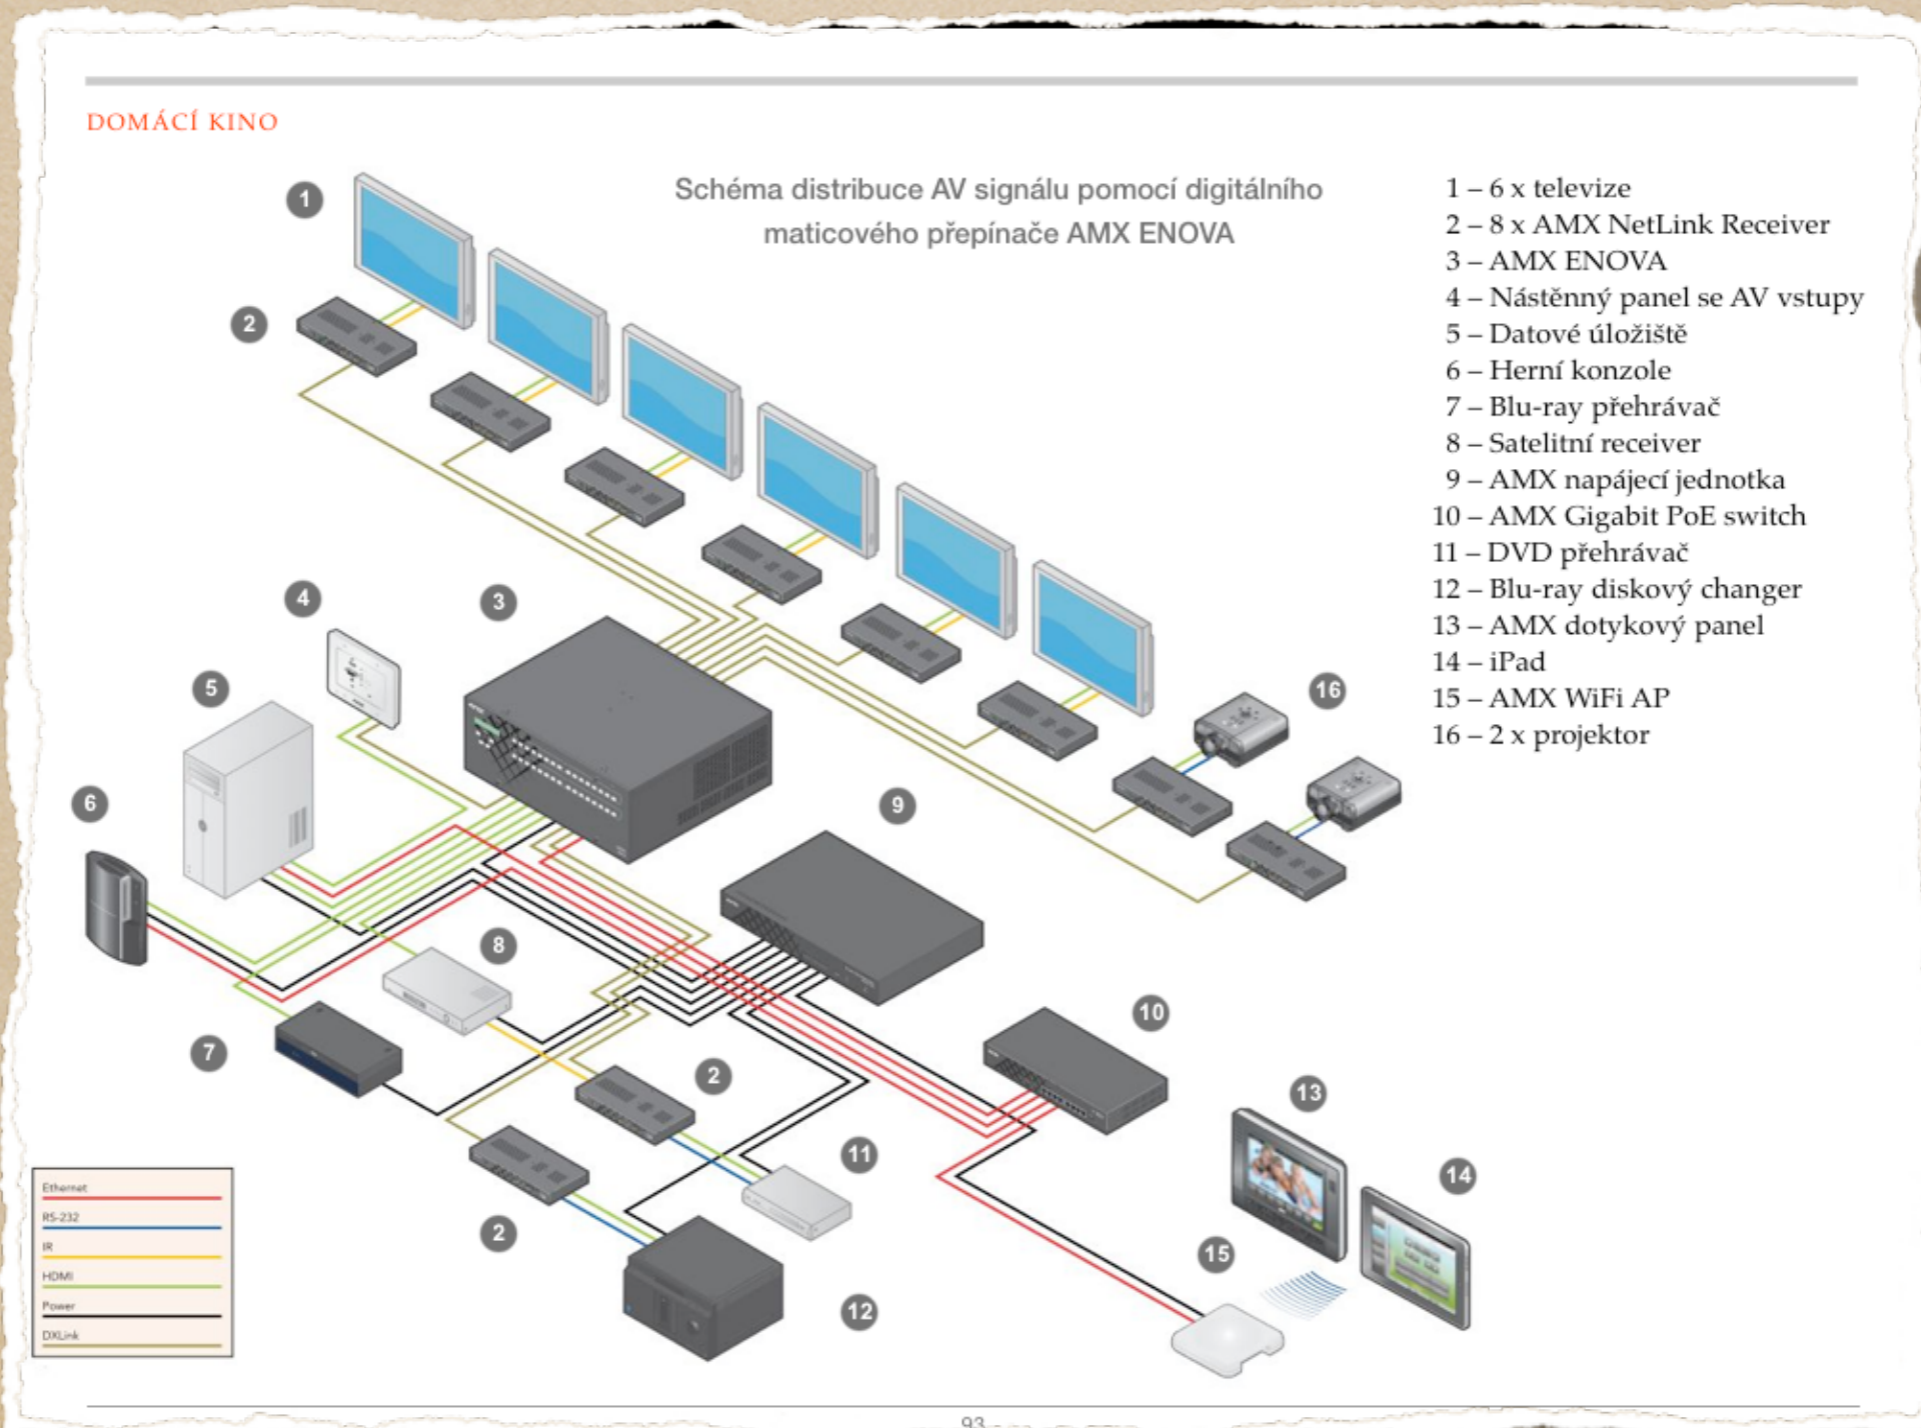 DOMÁCÍ KINO
Schéma distribuce AV signálu pomocí digitálního
maticového přepínače AMX ENOVA
1 – 6 x televize
2 – 8 x AMX NetLink Receiver
3 – AMX ENOVA
4 – Nástěnný panel se AV vstupy
5 – Datové úložiště
6 – Herní konzole
7 – Blu-ray přehrávač
8 – Satelitní receiver
9 – AMX napájecí jednotka
10 – AMX Gigabit PoE switch
11 – DVD přehrávač
12 – Blu-ray diskový changer
13 – AMX dotykový panel
14 – iPad
15 – AMX WiFi AP
16 – 2 x projektor
1
2
3
4
5
16
6
9
8
10
7
2
13
11
14
2
15
12
Ethernet
RS-232
IR
HDMI
Power
DXLink
93